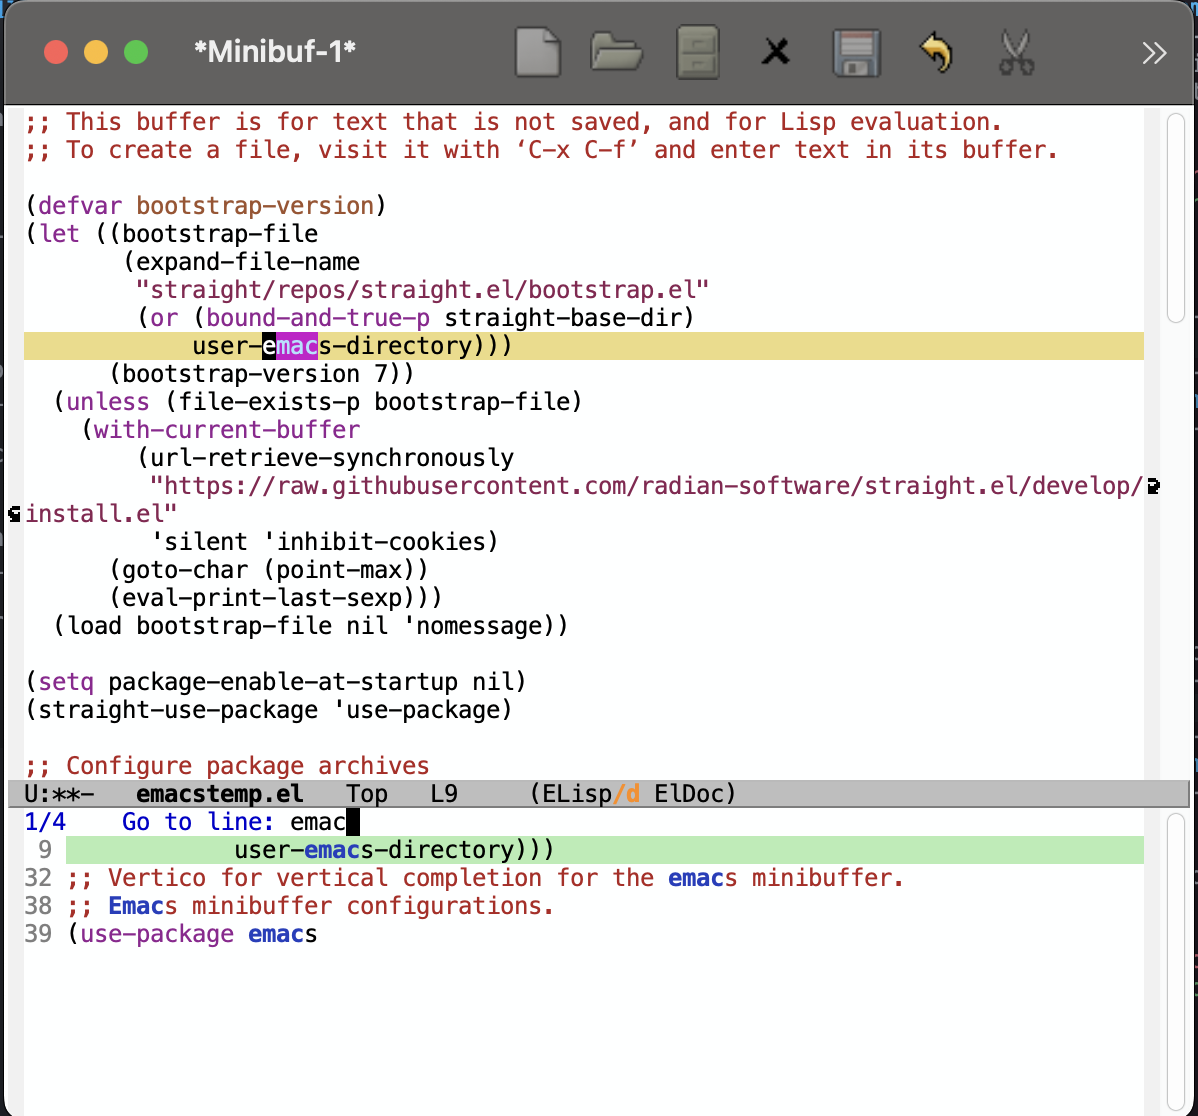 *Minibuf-1*
;; This buffer is for text that is not saved, and for Lisp evaluation.
;; To create a file, visit it with ‘C-x C-f’ and enter text in its buffer.
(defvar bootstrap-version)
(let ((bootstrap-file
(expand-file-name
"straight/repos/straight.el/bootstrap.el"
(or (bound-and-true-p straight-base-dir)
user-emacs-directory)))
(bootstrap-version 7))
(unless (file-exists-p bootstrap-file)
(with-current-buffer
(url-retrieve-synchronously
"https://raw.githubusercontent.com/radian-software/straight.el/develop/
install.el"
'silent 'inhibit-cookies)
(goto-char (point-max))
(eval-print-last-sexp)))
(load bootstrap-file nil 'nomessage))
(setq package-enable-at-startup nil)
(straight-use-package 'use-package)
;; Configure package archives
U:**- emacstemp.el Top L9 (ELisp/d ElDoc)
1/4 Go to line: emac
9 user-emacs-directory)))
32 ;; Vertico for vertical completion for the emacs minibuffer.
38 ;; Emacs minibuffer configurations.
39 (use-package emacs